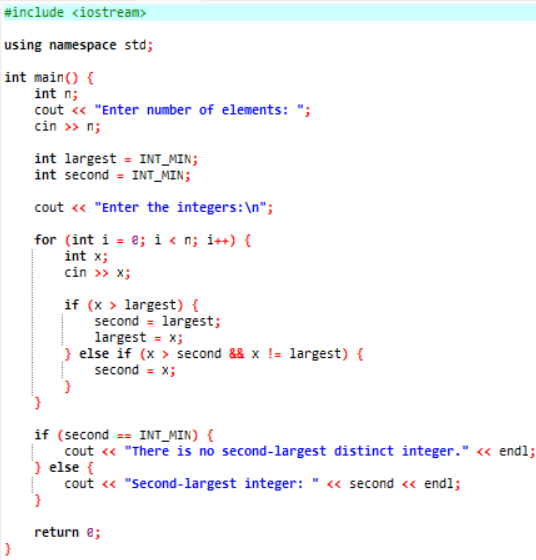 #include <iostream>

using namespace std;

int main() {
    int n;
    cout << "Enter number of elements: ";
    cin >> n;

    int largest = INT_MIN;
    int second = INT_MIN;

    cout << "Enter the integers:\n";

    for (int i = 0; i < n; i++) {
        int x;
        cin >> x;

        if (x > largest) {
            second = largest;
            largest = x;
        } else if (x > second && x != largest) {
            second = x;
        }
    }

    if (second == INT_MIN) {
        cout << "There is no second-largest distinct integer." << endl;
    } else {
        cout << "Second-largest integer: " << second << endl;
    }

    return 0;
}